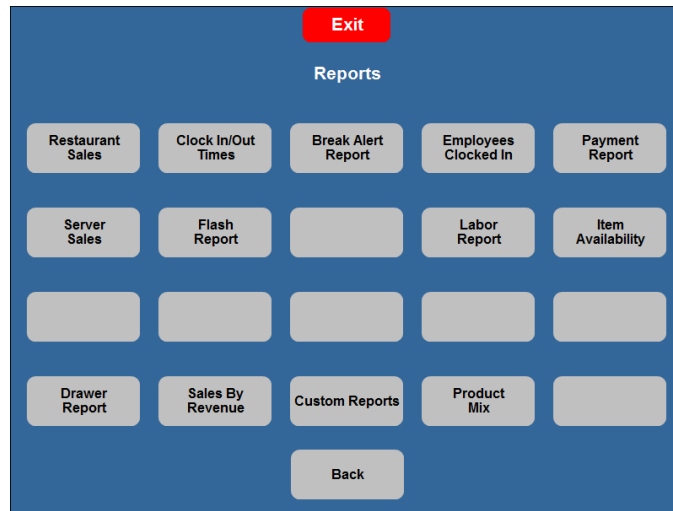 Exit
Reports
Restaurant
Sales
Clock In/Out
Times
Break Alert
Report
Employees
Clocked In
Payment
Report
Server
Sales
Flash
Report
Labor
Report
Item
Availability
Drawer
Report
Sales By
Revenue
Custom Reports
Product
Mix
Back